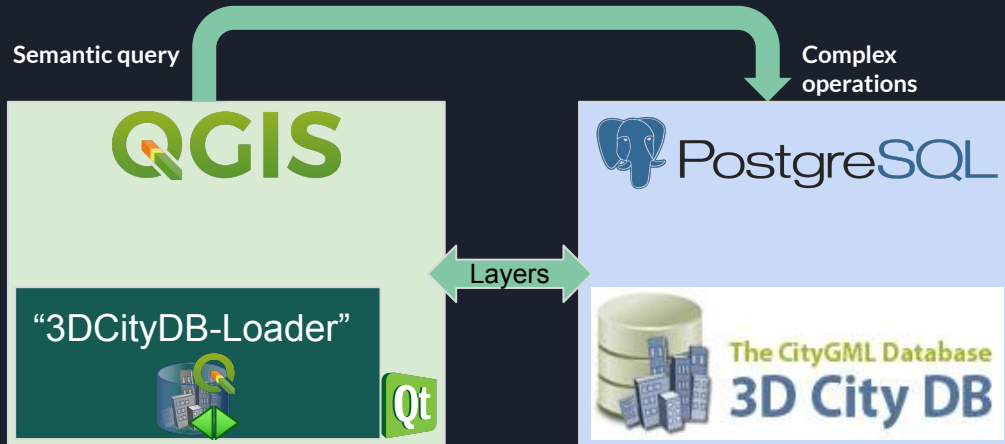 Semantic query
Complex
operations
QGIS
PostgreSQL
Layers
“3DCityDB-Loader”
Qt
The CityGML Database
3D City DB